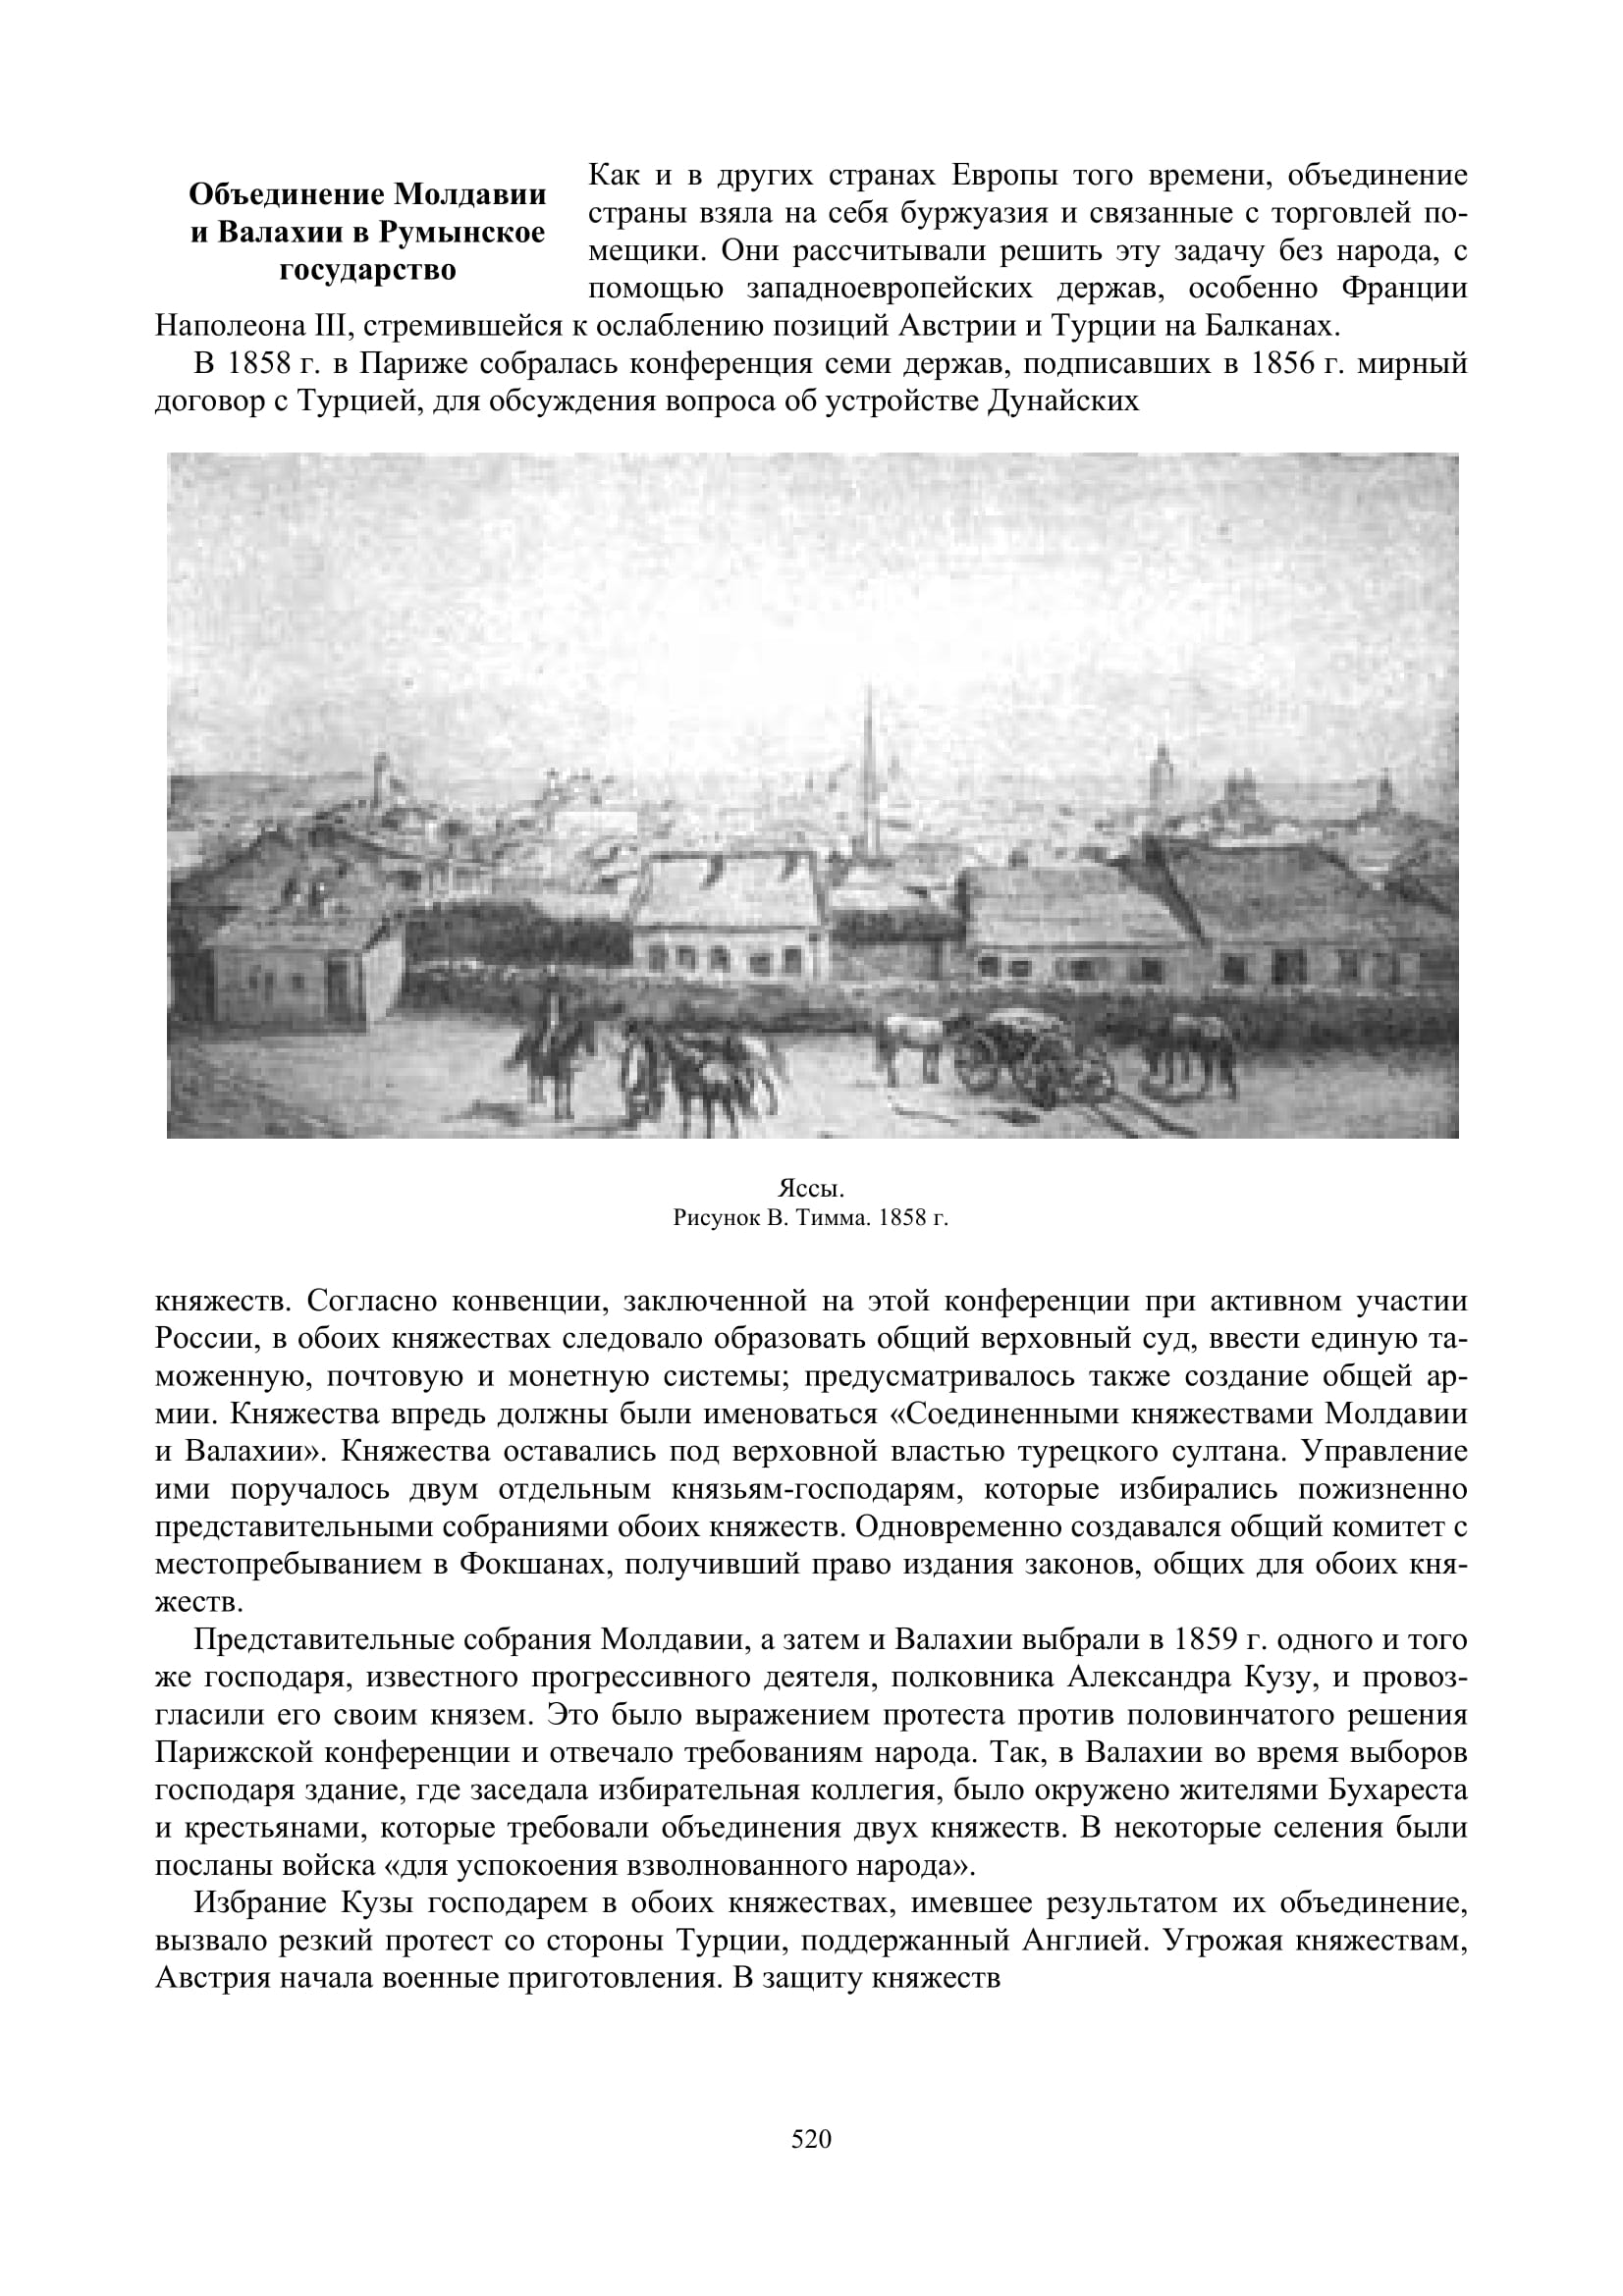 Объединение Молдавии
и Валахии в Румынское
государство
Как и в других странах Европы того времени, объединение
страны взяла на себя буржуазия и связанные с торговлей по-
мещики. Они рассчитывали решить эту задачу без народа, с
помощью западноевропейских держав, особенно Франции
Наполеона III, стремившейся к ослаблению позиций Австрии и Турции на Балканах.
В 1858 г. в Париже собралась конференция семи держав, подписавших в 1856 г. мирный
договор с Турцией, для обсуждения вопроса об устройстве Дунайских
Яссы.
Рисунок В. Тимма. 1858 г.
княжеств. Согласно конвенции, заключенной на этой конференции при активном участии
России, в обоих княжествах следовало образовать общий верховный суд, ввести единую та-
моженную, почтовую и монетную системы; предусматривалось также создание общей ар-
мии. Княжества впредь должны были именоваться «Соединенными княжествами Молдавии
и Валахии». Княжества оставались под верховной властью турецкого султана. Управление
ими поручалось двум отдельным князьям-господарям, которые избирались пожизненно
представительными собраниями обоих княжеств. Одновременно создавался общий комитет с
местопребыванием в Фокшанах, получивший право издания законов, общих для обоих кня-
жеств.
Представительные собрания Молдавии, а затем и Валахии выбрали в 1859 г. одного и того
же господаря, известного прогрессивного деятеля, полковника Александра Кузу, и провоз-
гласили его своим князем. Это было выражением протеста против половинчатого решения
Парижской конференции и отвечало требованиям народа. Так, в Валахии во время выборов
господаря здание, где заседала избирательная коллегия, было окружено жителями Бухареста
и крестьянами, которые требовали объединения двух княжеств. В некоторые селения были
посланы войска «для успокоения взволнованного народа».
Избрание Кузы господарем в обоих княжествах, имевшее результатом их объединение,
вызвало резкий протест со стороны Турции, поддержанный Англией. Угрожая княжествам,
Австрия начала военные приготовления. В защиту княжеств
520